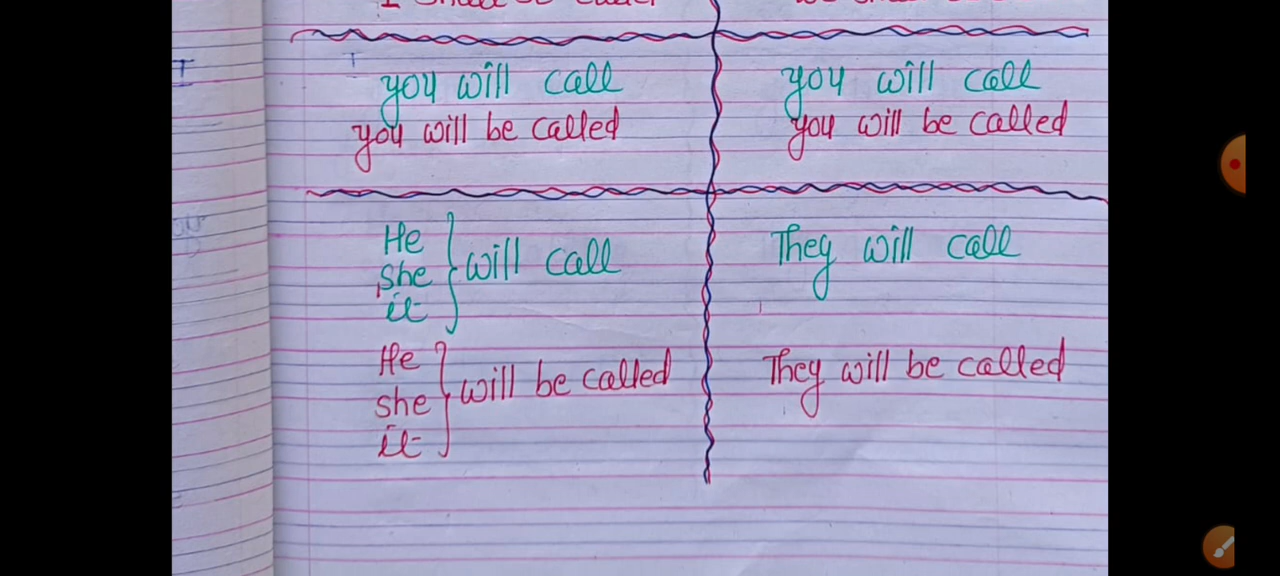 you will call
you will be called
you will call
you will be called
He
she
it
will call
They will call
He
she
it
will be called
They will be called